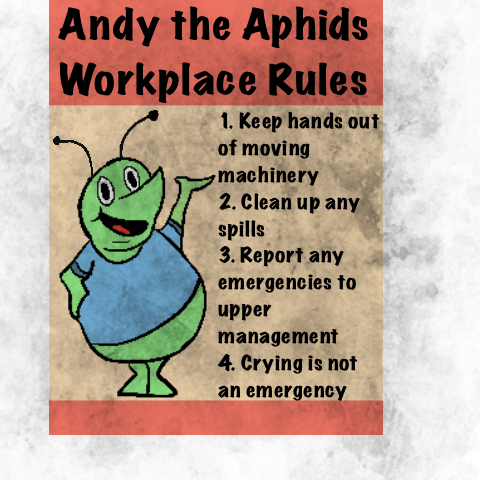 Andy the Aphids
Workplace Rules
1. Keep hands out
of moving
machinery
2. Clean up any
spills
3. Report any
emergencies to
upper
management
4. Crying is not
an emergency